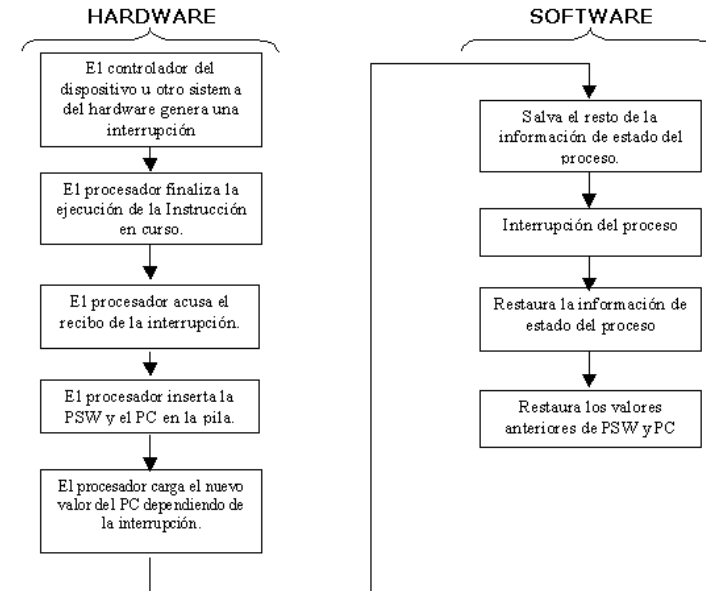 HARDWARE
El controlador del
dispositivo u otro sistema
del hardware genera una
interrupción
El procesador finaliza la
ejecución de la Instrucción
en curso.
El procesador acusa el
recibo de la interrupción.
El procesador inserta la
PSW y el PC en la pila.
El procesador carga el nuevo
valor del PC dependiendo de
la interrupción.
SOFTWARE
Salva el resto de la
información de estado del
proceso.
Interrupción del proceso
Restaura la información de
estado del proceso
Restaura los valores
anteriores de PSW y PC